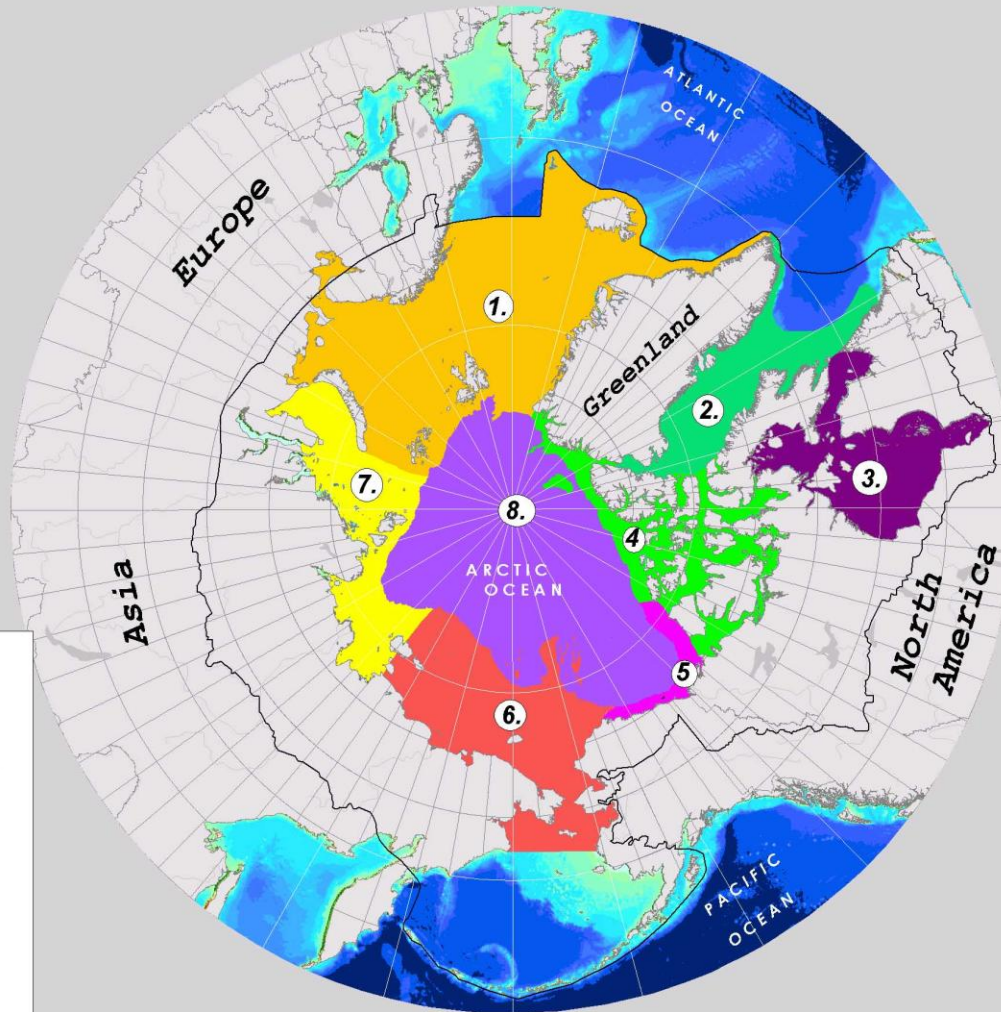 ATLANTIC
OCEAN
Europe
1.
Greenland
2.
3.
7.
8.
4
ARCTIC
OCEAN
Asia
North
America
5
6.
PACIFIC
OCEAN